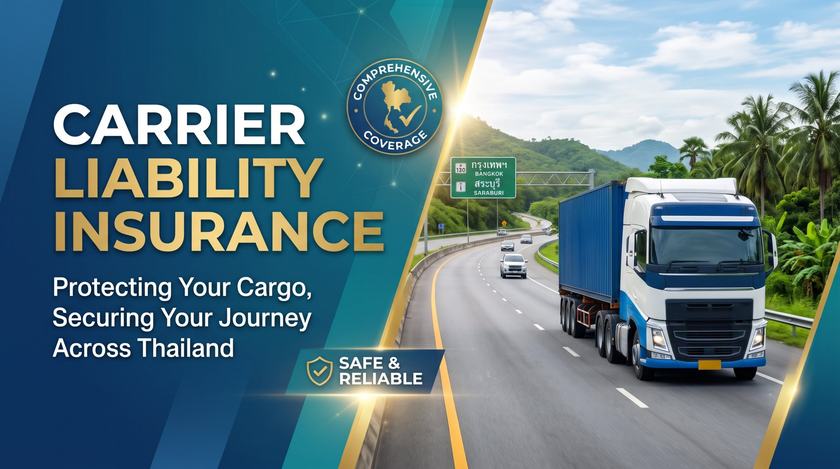 CARRIER
LIABILITY
INSURANCE
Protecting Your Cargo,
Securing Your Journey
Across Thailand
COMPREHENSIVE
COVERAGE
SAFE &
RELIABLE
กรุงเทพฯ
BANGKOK
สระบุรี
SARABURI